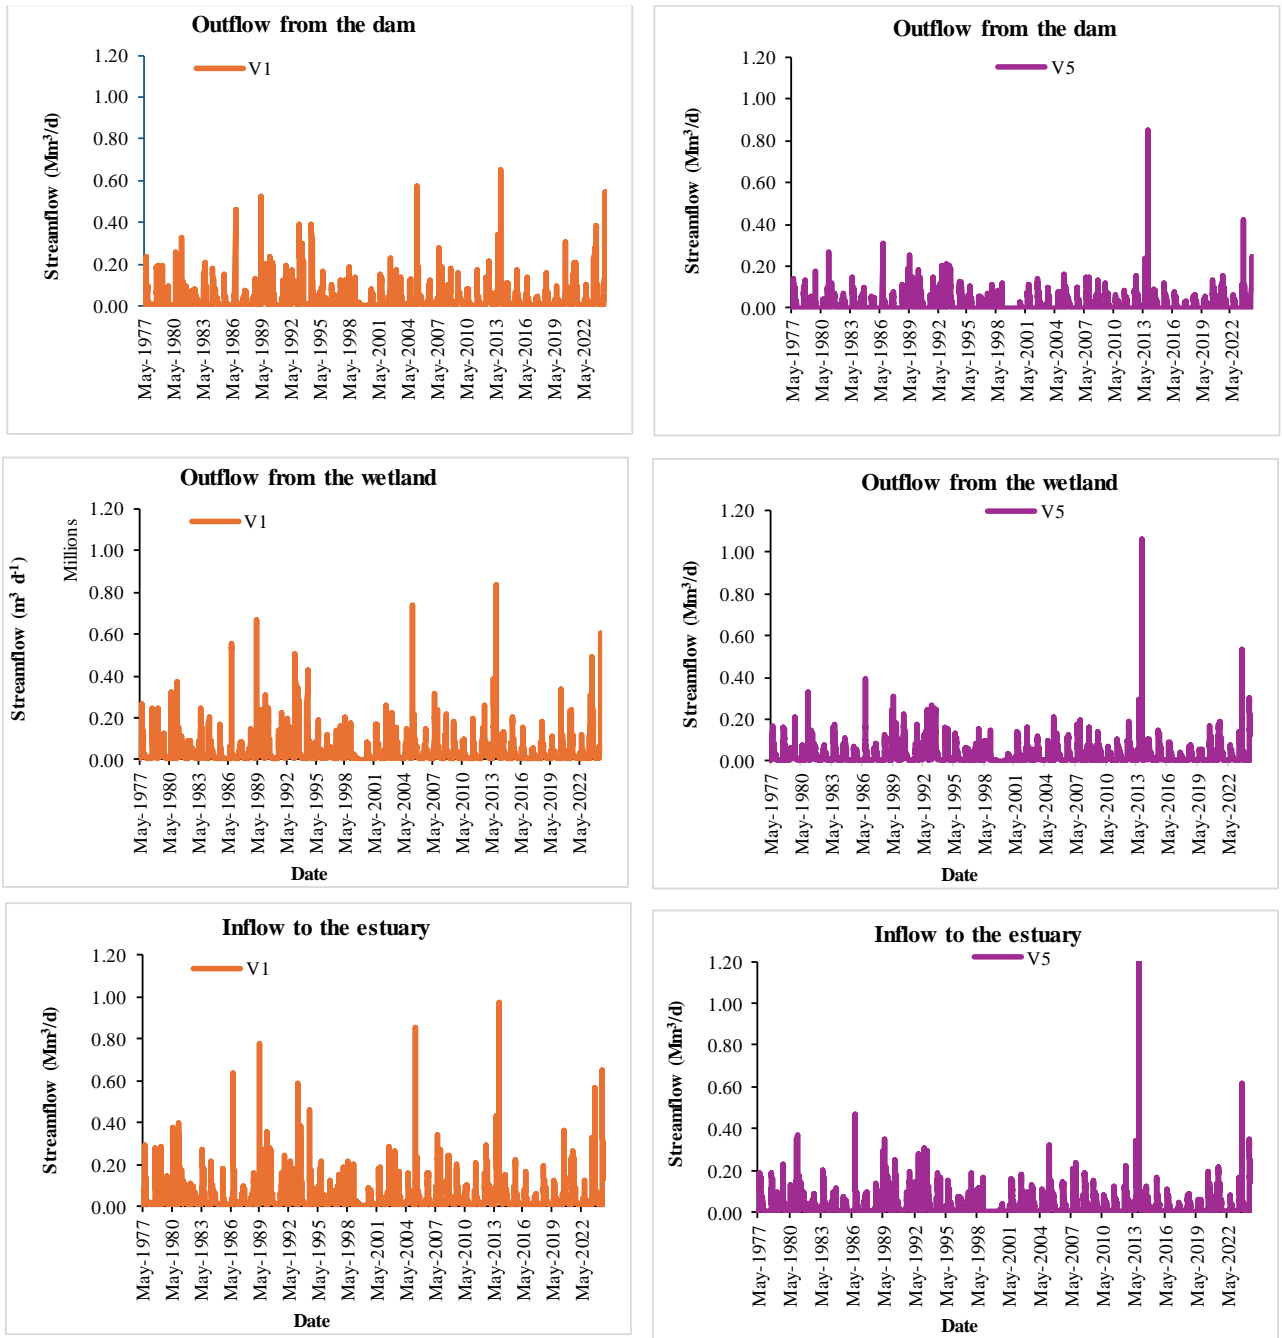 Outflow from the dam
V1
Streamflow (Mm³/d)
1.20
1.00
0.80
0.60
0.40
0.20
0.00
May-1977
May-1980
May-1983
May-1986
May-1989
May-1992
May-1995
May-1998
May-2001
May-2004
May-2007
May-2010
May-2013
May-2016
May-2019
May-2022
Outflow from the dam
V5
Streamflow (Mm³/d)
1.20
1.00
0.80
0.60
0.40
0.20
0.00
May-1977
May-1980
May-1983
May-1986
May-1989
May-1992
May-1995
May-1998
May-2001
May-2004
May-2007
May-2010
May-2013
May-2016
May-2019
May-2022
Outflow from the wetland
V1
Streamflow (m³ d⁻¹)
Millions
1.20
1.00
0.80
0.60
0.40
0.20
0.00
May-1977
May-1980
May-1983
May-1986
May-1989
May-1992
May-1995
May-1998
May-2001
May-2004
May-2007
May-2010
May-2013
May-2016
May-2019
May-2022
Date
Outflow from the wetland
V5
Streamflow (Mm³/d)
1.20
1.00
0.80
0.60
0.40
0.20
0.00
May-1977
May-1980
May-1983
May-1986
May-1989
May-1992
May-1995
May-1998
May-2001
May-2004
May-2007
May-2010
May-2013
May-2016
May-2019
May-2022
Date
Inflow to the estuary
V1
Streamflow (Mm³/d)
1.20
1.00
0.80
0.60
0.40
0.20
0.00
May-1977
May-1980
May-1983
May-1986
May-1989
May-1992
May-1995
May-1998
May-2001
May-2004
May-2007
May-2010
May-2013
May-2016
May-2019
May-2022
Date
Inflow to the estuary
V5
Streamflow (Mm³/d)
1.20
1.00
0.80
0.60
0.40
0.20
0.00
May-1977
May-1980
May-1983
May-1986
May-1989
May-1992
May-1995
May-1998
May-2001
May-2004
May-2007
May-2010
May-2013
May-2016
May-2019
May-2022
Date